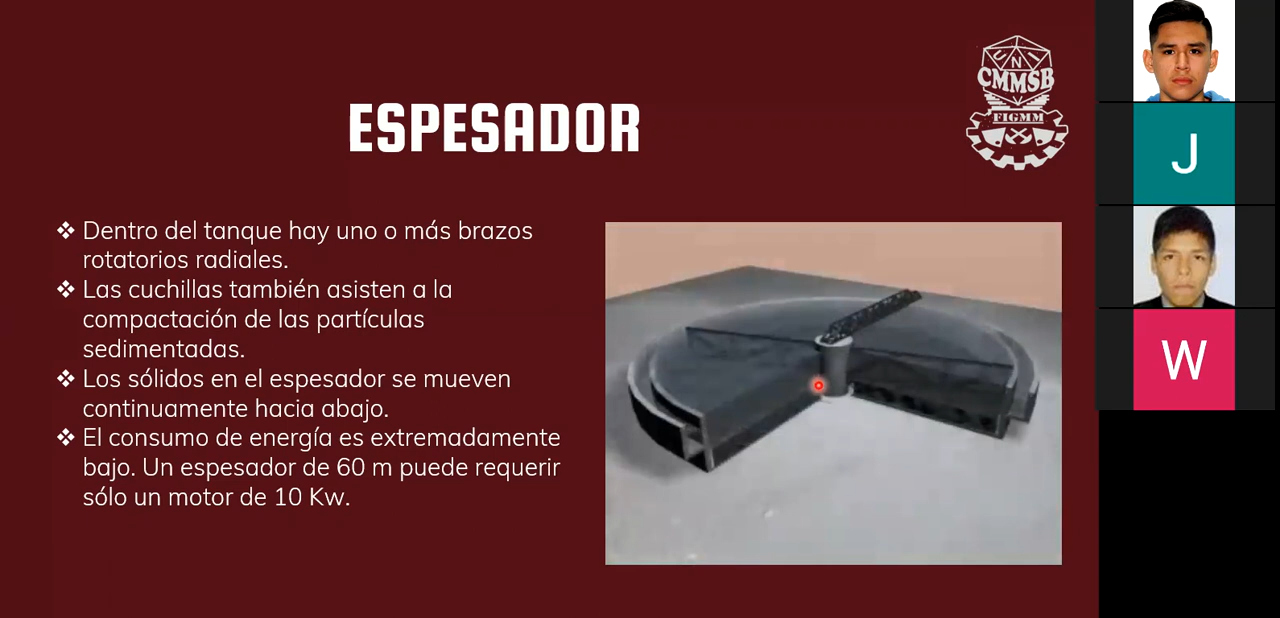 UNI
CMMSB
FIGMM
ESPESADOR
❖ Dentro del tanque hay uno o más brazos
rotatorios radiales.
❖ Las cuchillas también asisten a la
compactación de las partículas
sedimentadas.
❖ Los sólidos en el espesador se mueven
continuamente hacia abajo.
❖ El consumo de energía es extremadamente
bajo. Un espesador de 60 m puede requerir
sólo un motor de 10 Kw.
J
W